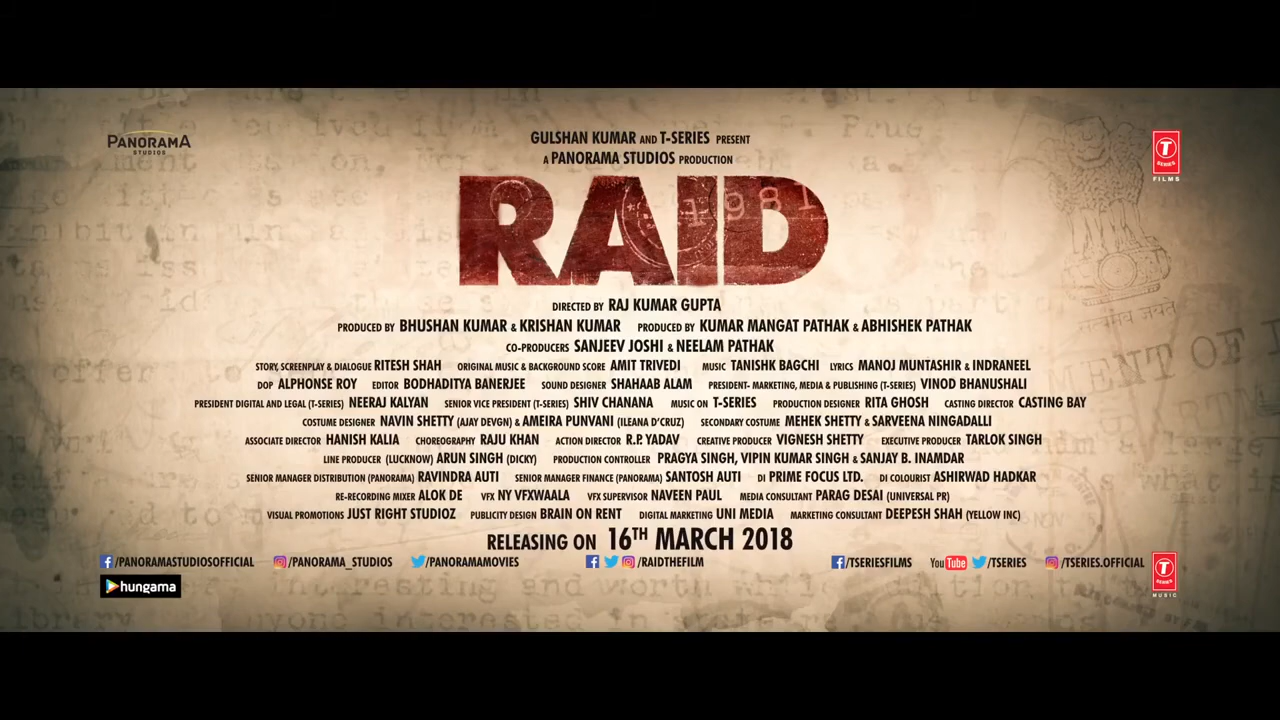 PANORAMA
STUDIOS
GULSHAN KUMAR AND T-SERIES PRESENT
A PANORAMA STUDIOS PRODUCTION
T
SERIES
FILMS
RAID
1981
DIRECTED BY RAJ KUMAR GUPTA
PRODUCED BY BHUSHAN KUMAR & KRISHAN KUMAR PRODUCED BY KUMAR MANGAT PATHAK & ABHISHEK PATHAK
CO-PRODUCERS SANJEEV JOSHI & NEELAM PATHAK
STORY, SCREENPLAY & DIALOGUE RITESH SHAH ORIGINAL MUSIC & BACKGROUND SCORE AMIT TRIVEDI MUSIC TANISHK BAGCHI LYRICS MANOJ MUNTASHIR & INDRANEEL
DOP ALPHONSE ROY EDITOR BODHADITYA BANERJEE SOUND DESIGNER SHAHAAB ALAM PRESIDENT- MARKETING, MEDIA & PUBLISHING (T-SERIES) VINOD BHANUSHALI
PRESIDENT DIGITAL AND LEGAL (T-SERIES) NEERAJ KALYAN SENIOR VICE PRESIDENT (T-SERIES) SHIV CHANANA MUSIC ON T-SERIES PRODUCTION DESIGNER RITA GHOSH CASTING DIRECTOR CASTING BAY
COSTUME DESIGNER NAVIN SHETTY (AJAY DEVGN) & AMEIRA PUNVANI (ILEANA D'CRUZ) SECONDARY COSTUME MEHEK SHETTY & SARVEENA NINGADALLI
ASSOCIATE DIRECTOR HANISH KALIA CHOREOGRAPHY RAJU KHAN ACTION DIRECTOR R.P. YADAV CREATIVE PRODUCER VIGNESH SHETTY EXECUTIVE PRODUCER TARLOK SINGH
LINE PRODUCER (LUCKNOW) ARUN SINGH (DICKY) PRODUCTION CONTROLLER PRAGYA SINGH, VIPIN KUMAR SINGH & SANJAY B. INAMDAR
SENIOR MANAGER DISTRIBUTION (PANORAMA) RAVINDRA AUTI SENIOR MANAGER FINANCE (PANORAMA) SANTOSH AUTI DI PRIME FOCUS LTD. DI COLOURIST ASHIRWAD HADKAR
RE-RECORDING MIXER ALOK DE VFX NY VFXWAALA VFX SUPERVISOR NAVEEN PAUL MEDIA CONSULTANT PARAG DESAI (UNIVERSAL PR)
VISUAL PROMOTIONS JUST RIGHT STUDIOZ PUBLICITY DESIGN BRAIN ON RENT DIGITAL MARKETING UNI MEDIA MARKETING CONSULTANT DEEPESH SHAH (YELLOW INC)
RELEASING ON 16TH MARCH 2018
/PANORAMASTUDIOSOFFICIAL /PANORAMA_STUDIOS /PANORAMAMOVIES /RAIDTHEFILM /TSERIESFILMS YouTube /TSERIES /TSERIES.OFFICIAL
hungama
T
SERIES
MUSIC